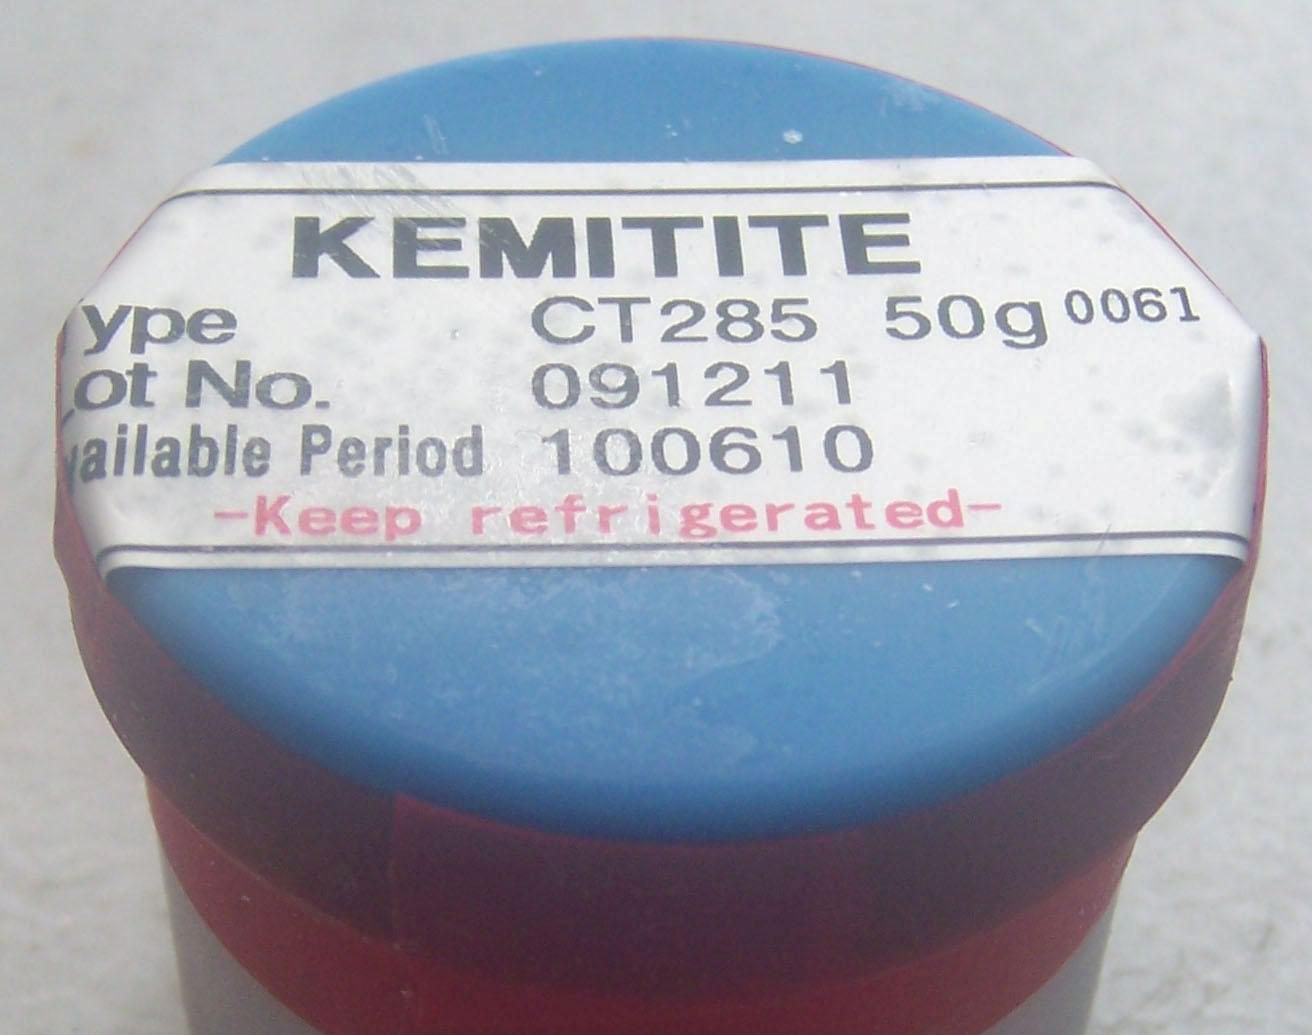 KEMITITE
ype CT285 50g 0061
ot No. 091211
vailable Period 100610
-Keep refrigerated-